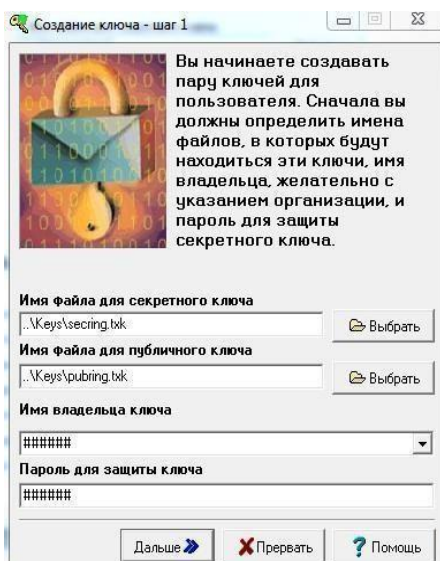 Создание ключа - шаг 1
Вы начинаете создавать
пару ключей для
пользователя. Сначала вы
должны определить имена
файлов, в которых будут
находиться эти ключи, имя
владельца, желательно с
указанием организации, и
пароль для защиты
секретного ключа.
Имя файла для секретного ключа
..\Keys\secring.txk
Выбрать
Имя файла для публичного ключа
..\Keys\pubring.txk
Выбрать
Имя владельца ключа
######
Пароль для защиты ключа
######
Дальше
Прервать
Помощь